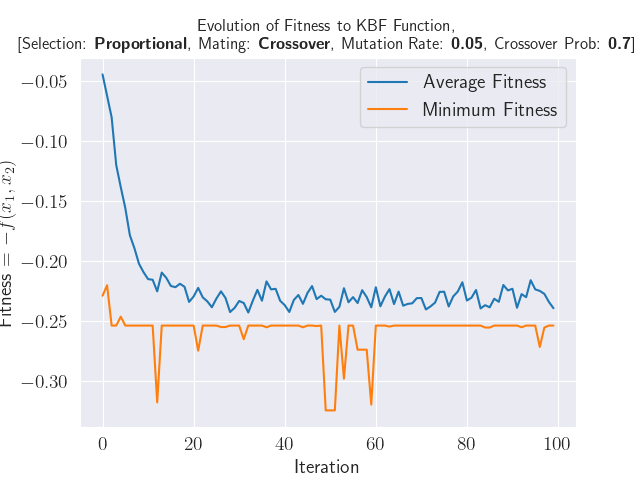 Evolution of Fitness to KBF Function,
[Selection: Proportional, Mating: Crossover, Mutation Rate: 0.05, Crossover Prob: 0.7]
Average Fitness
Minimum Fitness
Fitness = −f(x₁, x₂)
−0.05
−0.10
−0.15
−0.20
−0.25
−0.30
0 20 40 60 80 100
Iteration